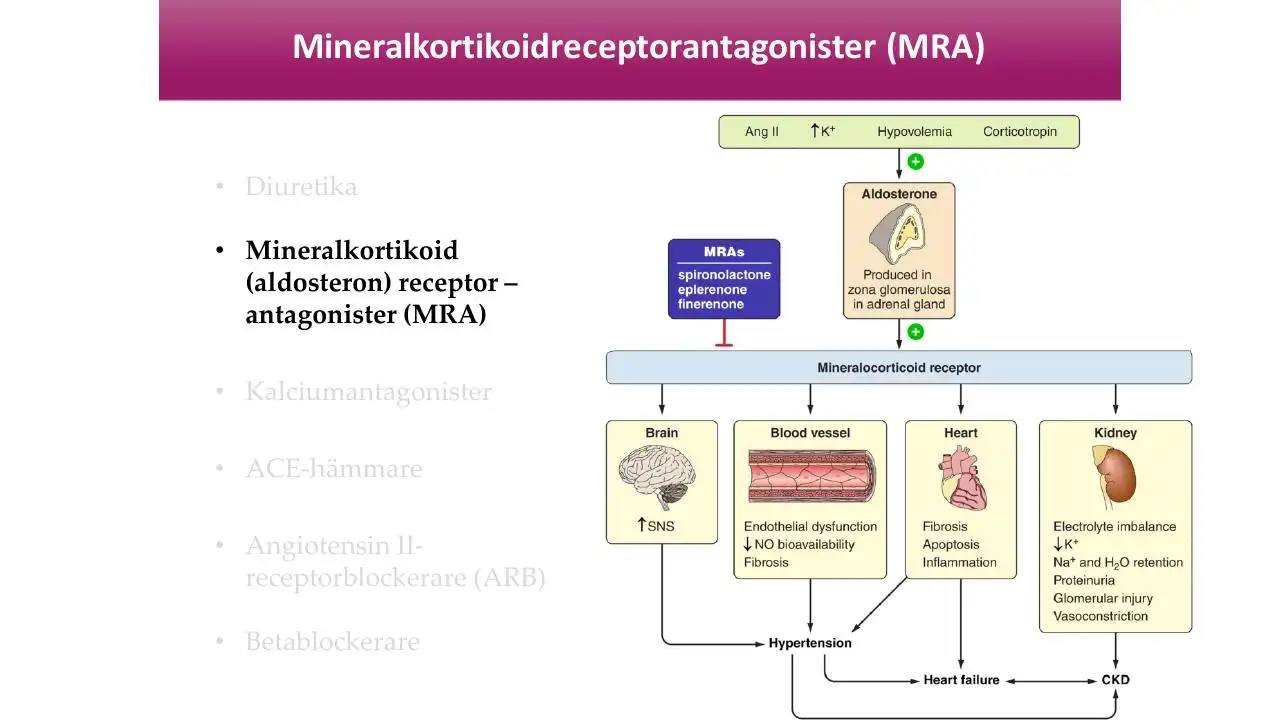 Mineralkortikoidreceptorantagonister (MRA)
• Diuretika
• Mineralkortikoid
(aldosteron) receptor –
antagonister (MRA)
• Kalciumantagonister
• ACE-hämmare
• Angiotensin II-
receptorblockerare (ARB)
• Betablockerare
Ang II ↑K⁺ Hypovolemia Corticotropin
+
Aldosterone
Produced in
zona glomerulosa
in adrenal gland
MRAs
spironolactone
eplerenone
finerenone
+
Mineralocorticoid receptor
Brain
↑SNS
Blood vessel
Endothelial dysfunction
↓NO bioavailability
Fibrosis
Heart
Fibrosis
Apoptosis
Inflammation
Kidney
Electrolyte imbalance
↓K⁺
Na⁺ and H₂O retention
Proteinuria
Glomerular injury
Vasoconstriction
Hypertension
Heart failure
CKD